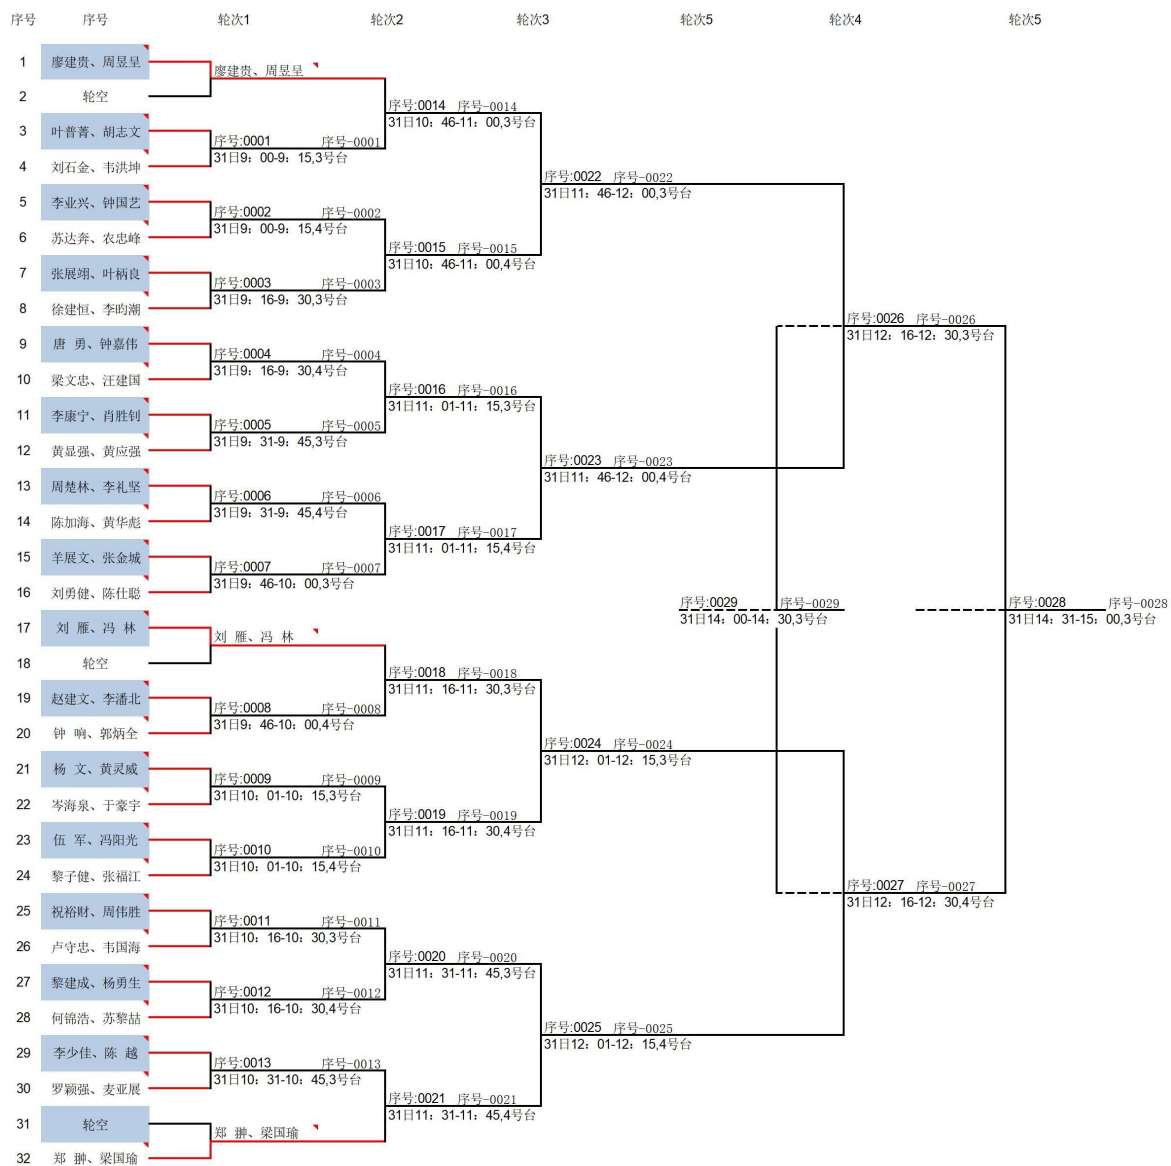 序号 序号 轮次1 轮次2 轮次3 轮次5 轮次4 轮次5
1 廖建贵、周昱呈
廖建贵、周昱呈
2 轮空
序号:0014 序号-0014
31日10：46-11：00,3号台
3 叶普菁、胡志文
序号:0001 序号-0001
31日9：00-9：15,3号台
4 刘石金、韦洪坤
序号:0022 序号-0022
31日11：46-12：00,3号台
5 李业兴、钟国艺
序号:0002 序号-0002
31日9：00-9：15,4号台
6 苏达奔、农忠峰
序号:0015 序号-0015
31日10：46-11：00,4号台
7 张展翊、叶柄良
序号:0003 序号-0003
31日9：16-9：30,3号台
8 徐建恒、李昀潮
序号:0026 序号-0026
31日12：16-12：30,3号台
9 唐 勇、钟嘉伟
序号:0004 序号-0004
31日9：16-9：30,4号台
10 梁文忠、汪建国
序号:0016 序号-0016
31日11：01-11：15,3号台
11 李康宁、肖胜钊
序号:0005 序号-0005
31日9：31-9：45,3号台
12 黄显强、黄应强
序号:0023 序号-0023
31日11：46-12：00,4号台
13 周楚林、李礼坚
序号:0006 序号-0006
31日9：31-9：45,4号台
14 陈加海、黄华彪
序号:0017 序号-0017
31日11：01-11：15,4号台
15 羊展文、张金城
序号:0007 序号-0007
31日9：46-10：00,3号台
16 刘勇健、陈仕聪
序号:0029 序号-0029 序号:0028 序号-0028
31日14：00-14：30,3号台 31日14：31-15：00,3号台
17 刘 雁、冯 林
刘 雁、冯 林
18 轮空
序号:0018 序号-0018
31日11：16-11：30,3号台
19 赵建文、李潘北
序号:0008 序号-0008
31日9：46-10：00,4号台
20 钟 响、郭炳全
序号:0024 序号-0024
31日12：01-12：15,3号台
21 杨 文、黄灵威
序号:0009 序号-0009
31日10：01-10：15,3号台
22 岑海泉、于豪宇
序号:0019 序号-0019
31日11：16-11：30,4号台
23 伍 军、冯阳光
序号:0010 序号-0010
31日10：01-10：15,4号台
24 黎子健、张福江
序号:0027 序号-0027
31日12：16-12：30,4号台
25 祝裕财、周伟胜
序号:0011 序号-0011
31日10：16-10：30,3号台
26 卢守忠、韦国海
序号:0020 序号-0020
31日11：31-11：45,3号台
27 黎建成、杨勇生
序号:0012 序号-0012
31日10：16-10：30,4号台
28 何锦浩、苏黎喆
序号:0025 序号-0025
31日12：01-12：15,4号台
29 李少佳、陈 越
序号:0013 序号-0013
31日10：31-10：45,3号台
30 罗颖强、麦亚展
序号:0021 序号-0021
31日11：31-11：45,4号台
31 轮空
郑 翀、梁国瑜
32 郑 翀、梁国瑜